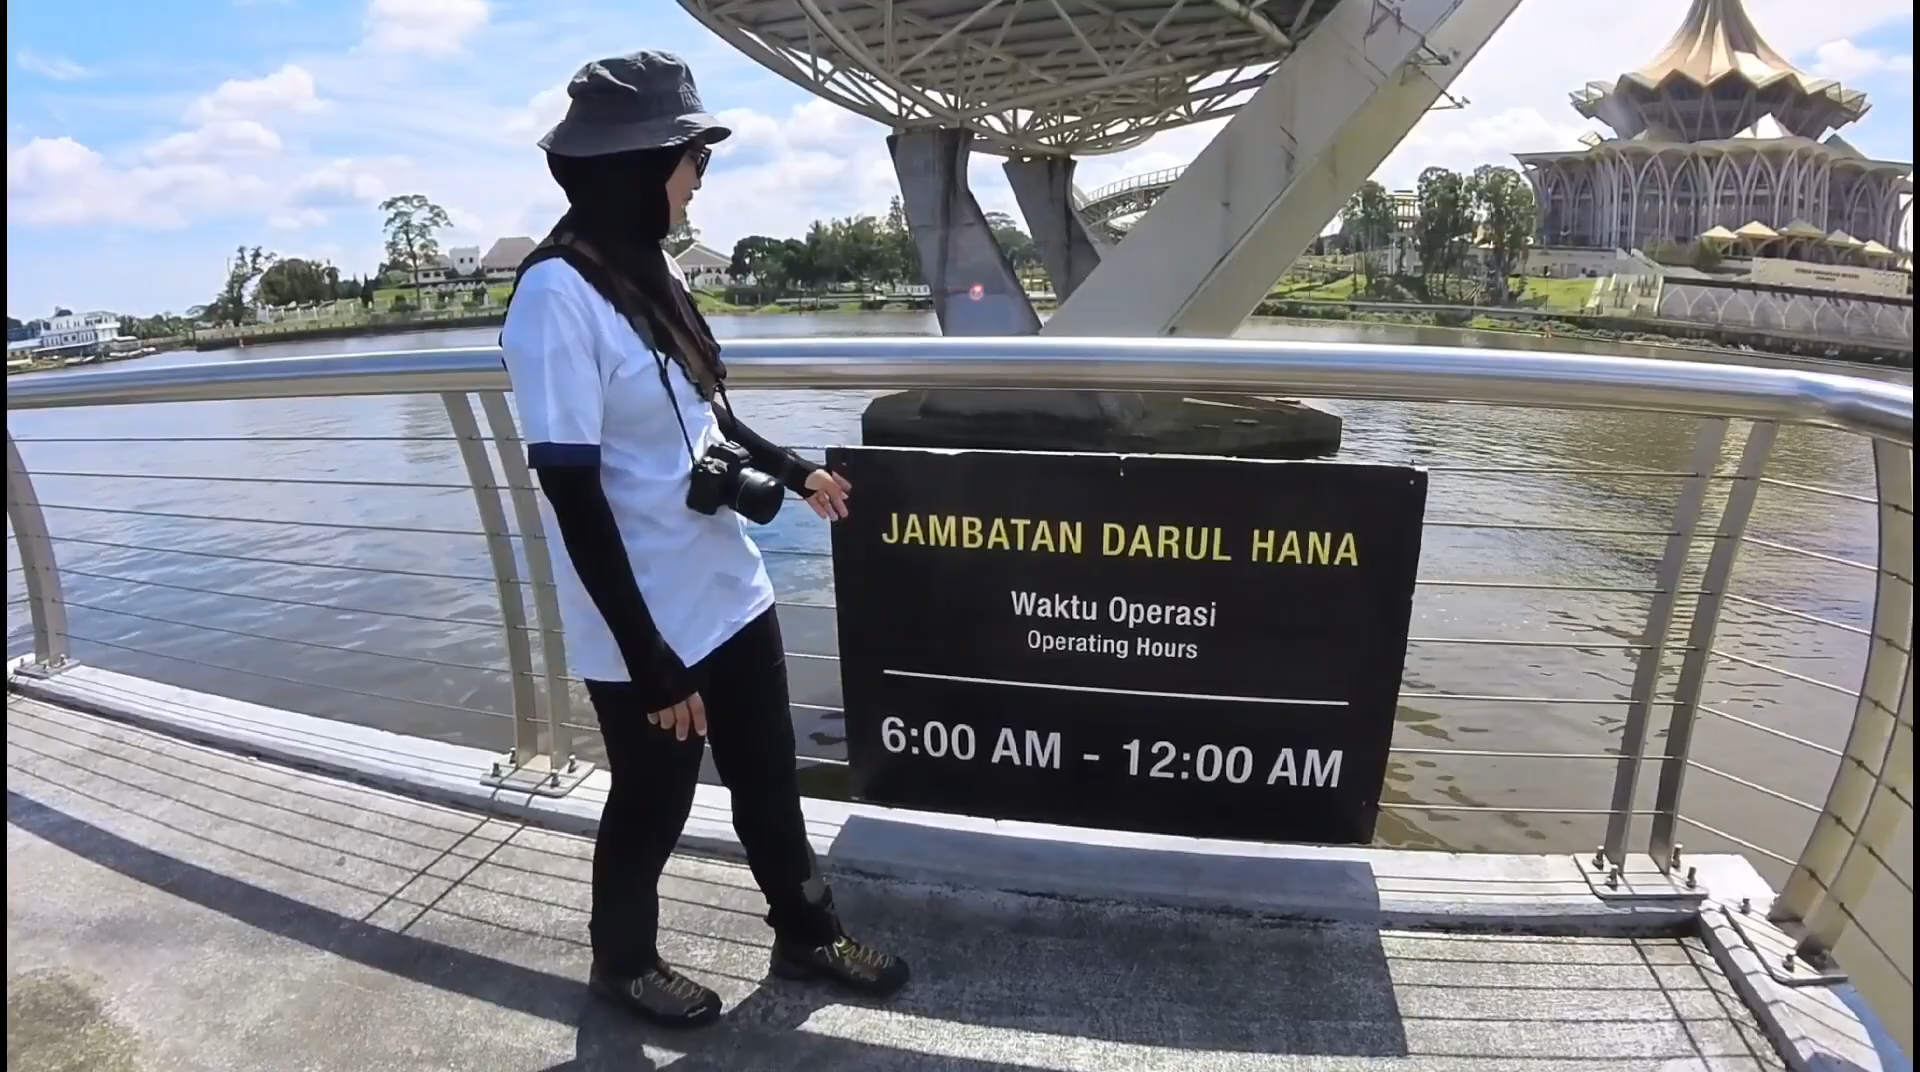 JAMBATAN DARUL HANA
Waktu Operasi
Operating Hours
6:00 AM - 12:00 AM